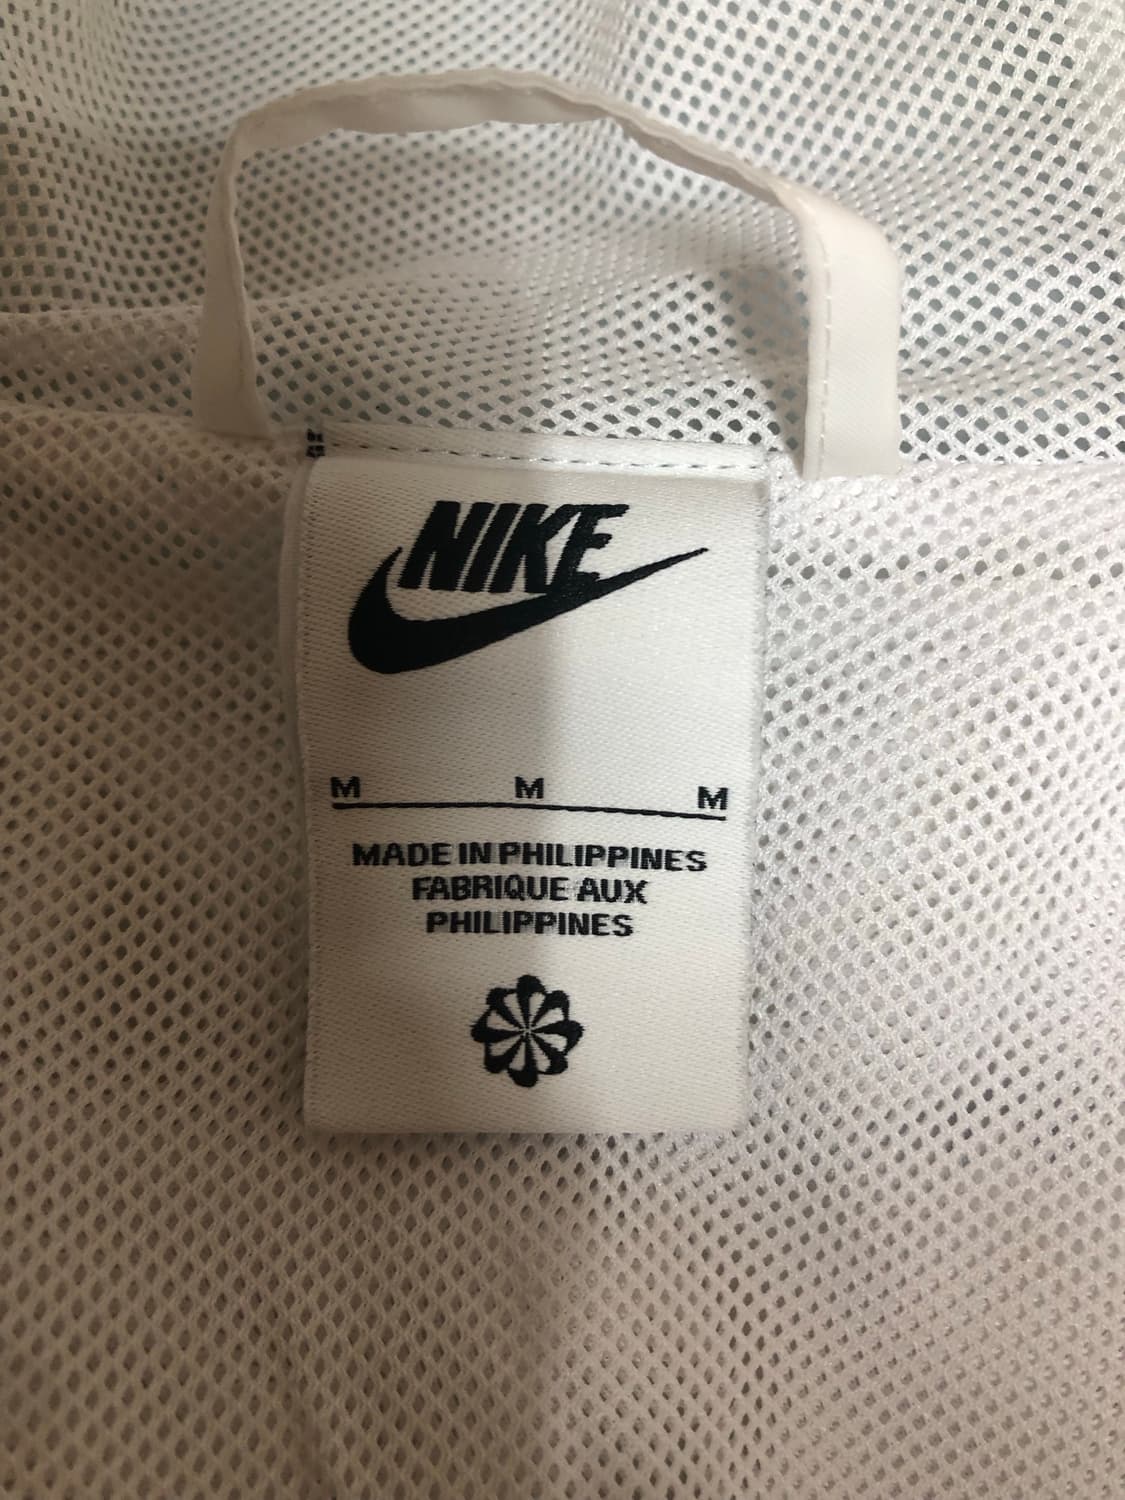 NIKE
M M M
MADE IN PHILIPPINES
FABRIQUE AUX
PHILIPPINES